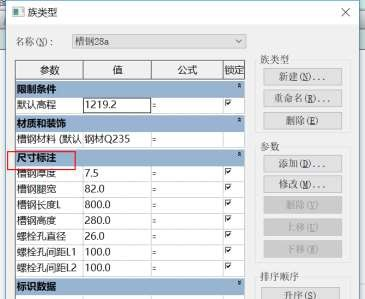 族类型
名称(N): 槽钢28a
参数 值 公式 锁定
限制条件
默认高程 1219.2 =
材质和装饰
槽钢材料 (默认 钢材Q235
尺寸标注
槽钢厚度 7.5 =
槽钢腿宽 82.0 =
槽钢长度L 800.0 =
槽钢高度 280.0 =
螺栓孔直径 26.0 =
螺栓孔间距L1 100.0 =
螺栓孔间距L2 100.0 =
标识数据
族类型
新建(N)...
重命名(R)...
删除(E)
参数
添加(D)...
修改(M)...
删除(V)
上移(U)
下移(B)
排序顺序
升序(S)